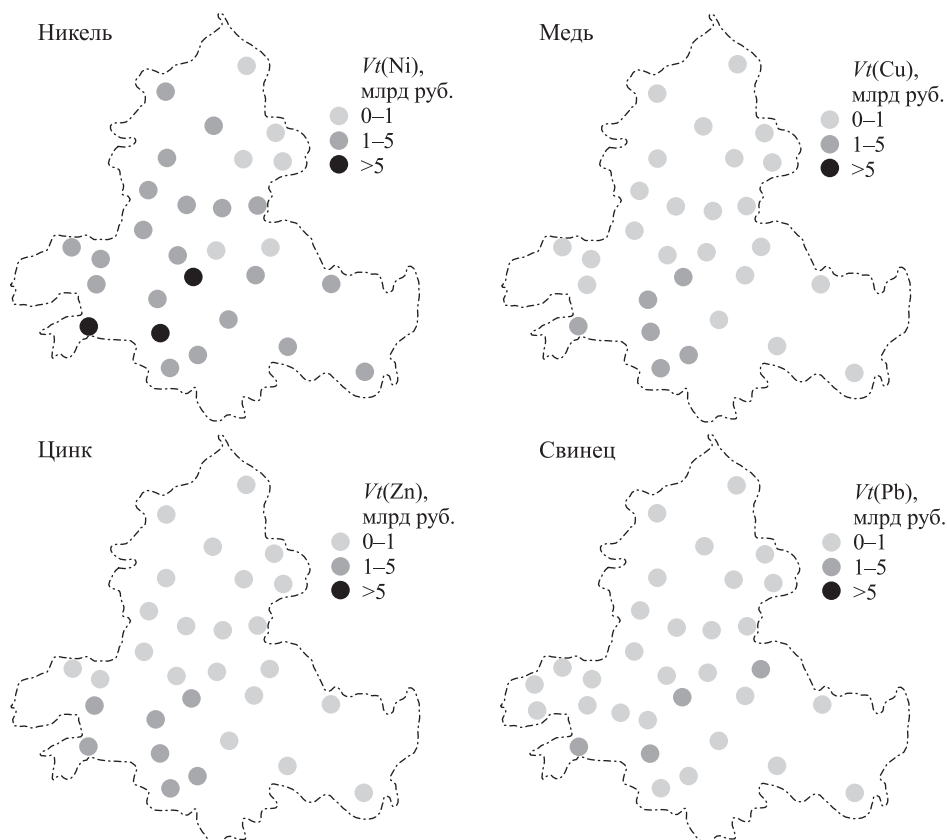 Никель
Vt(Ni),
млрд руб.
0–1
1–5
>5
Медь
Vt(Cu),
млрд руб.
0–1
1–5
>5
Цинк
Vt(Zn),
млрд руб.
0–1
1–5
>5
Свинец
Vt(Pb),
млрд руб.
0–1
1–5
>5